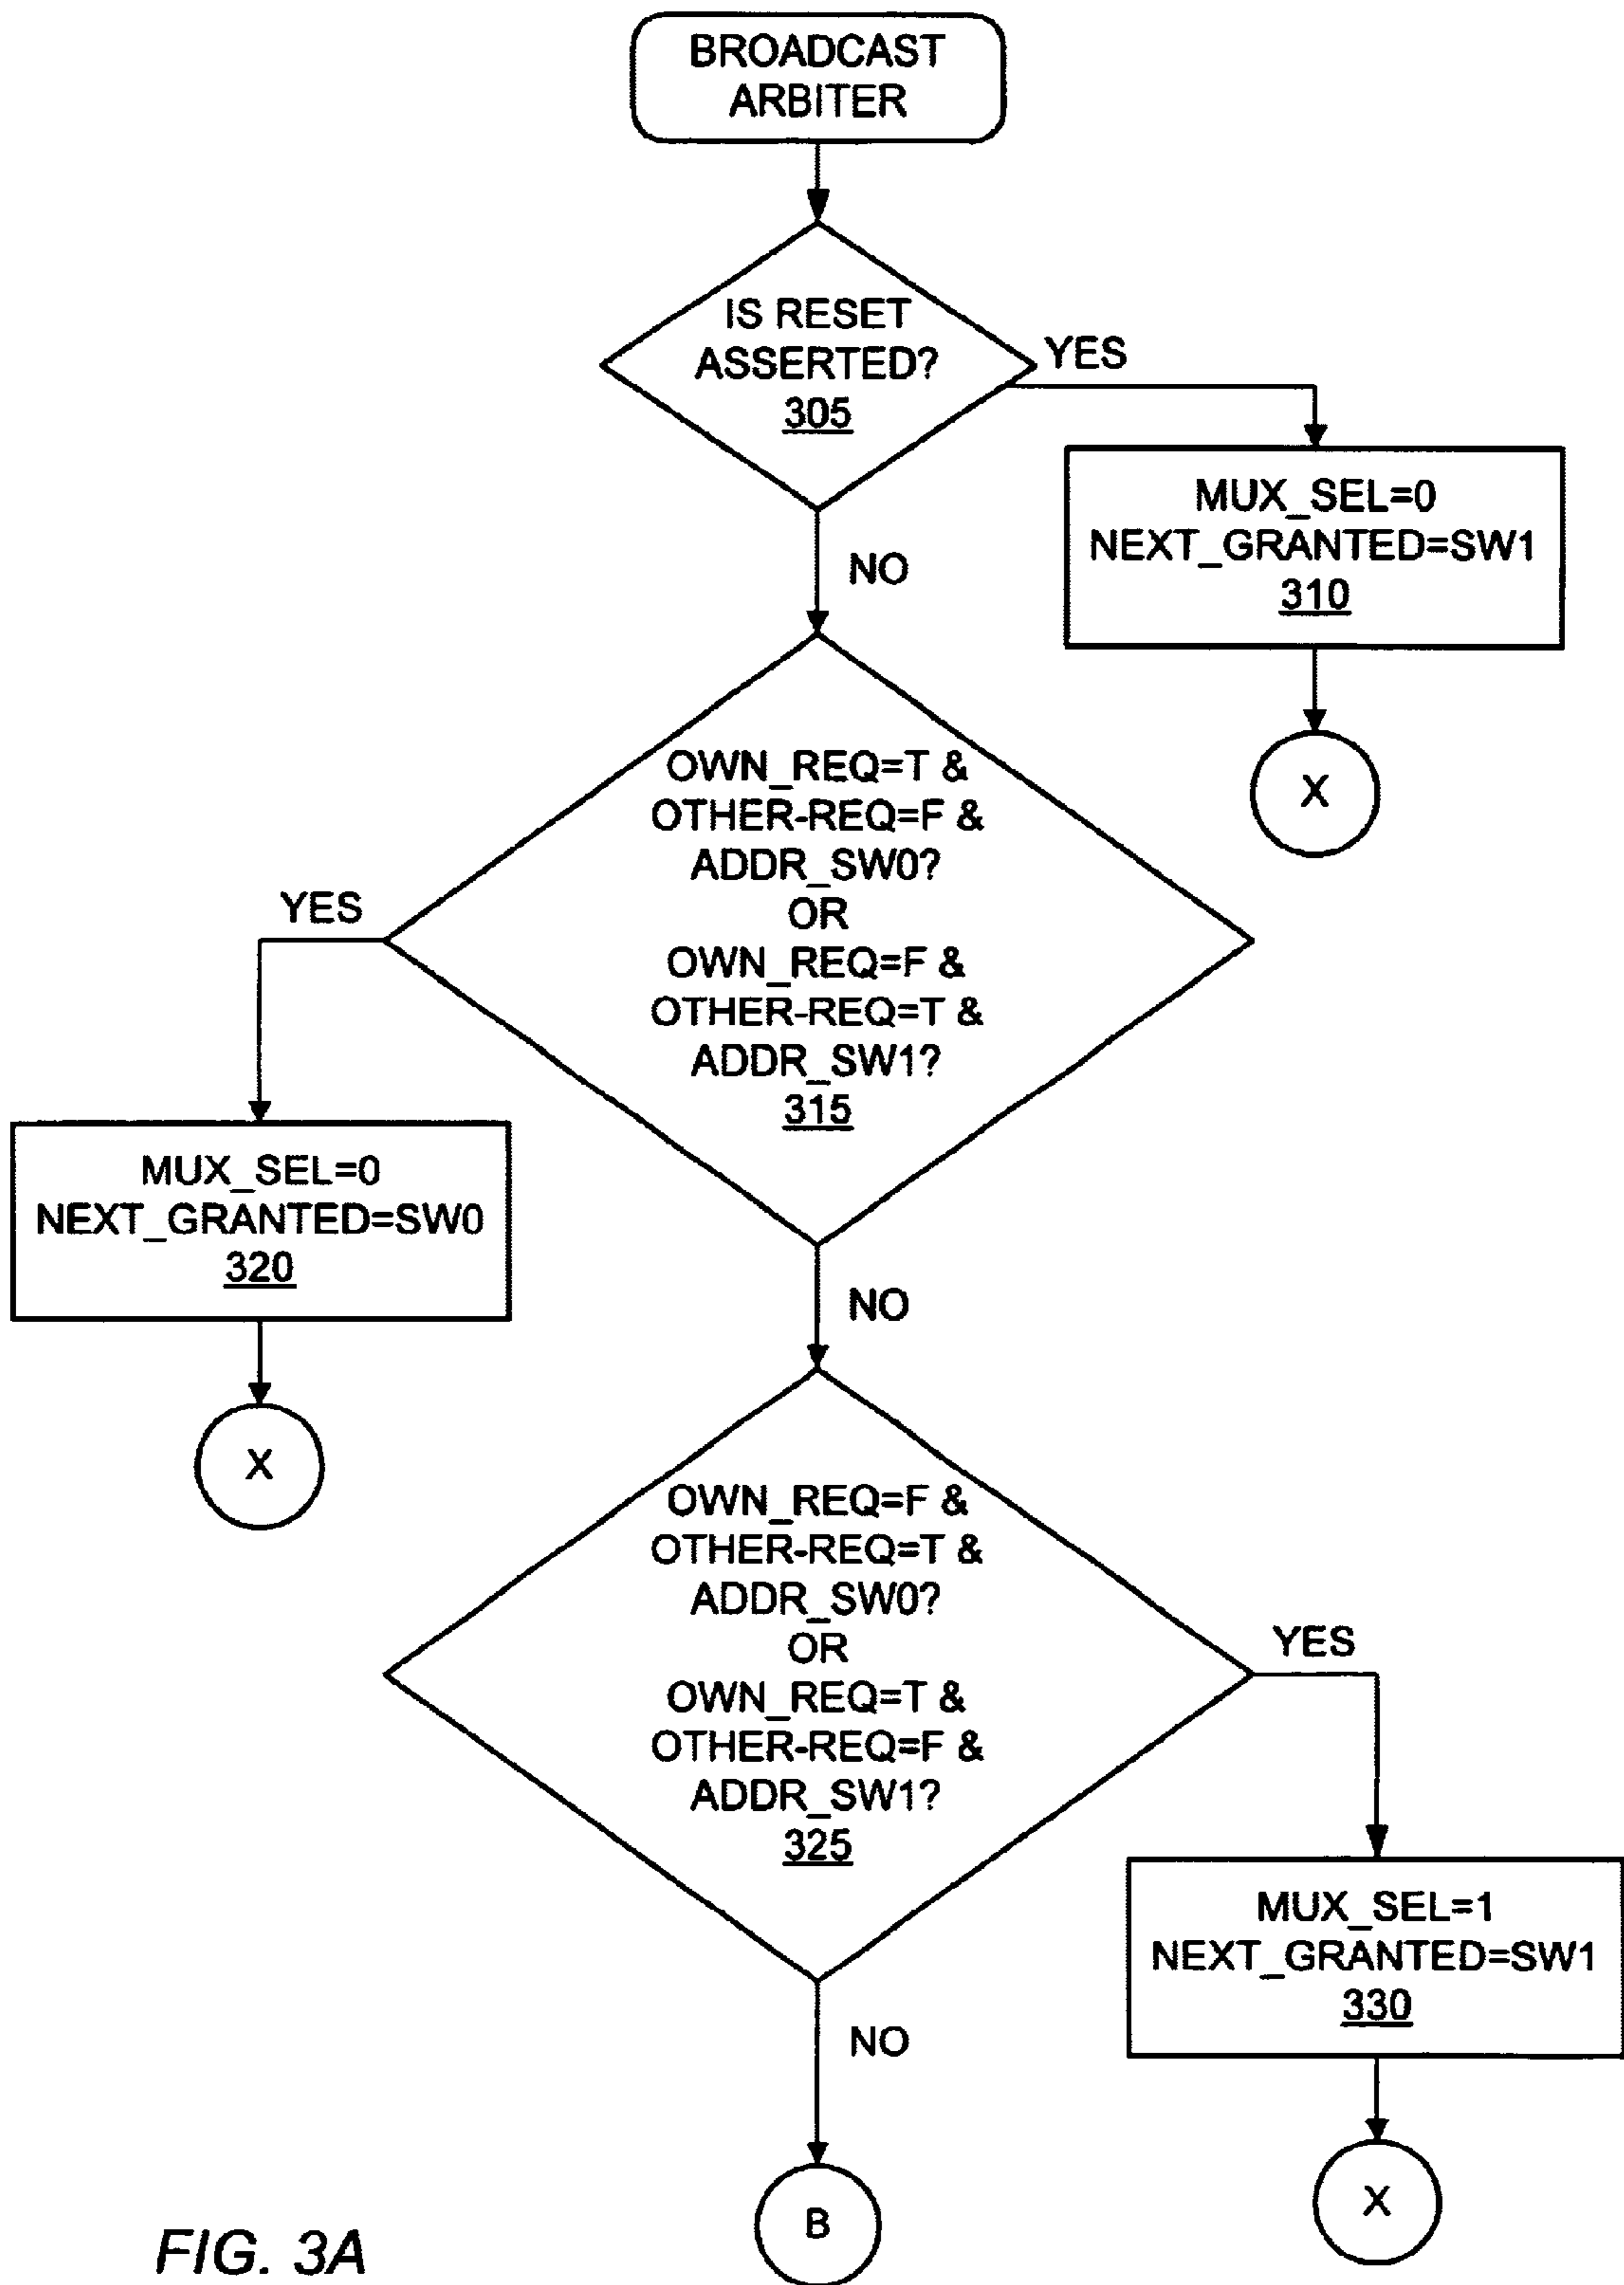 BROADCAST
ARBITER
IS RESET
ASSERTED?
305
YES
MUX_SEL=0
NEXT_GRANTED=SW1
310
X
NO
OWN_REQ=T &
OTHER-REQ=F &
ADDR_SW0?
OR
OWN_REQ=F &
OTHER-REQ=T &
ADDR_SW1?
315
YES
MUX_SEL=0
NEXT_GRANTED=SW0
320
X
NO
OWN_REQ=F &
OTHER-REQ=T &
ADDR_SW0?
OR
OWN_REQ=T &
OTHER-REQ=F &
ADDR_SW1?
325
YES
MUX_SEL=1
NEXT_GRANTED=SW1
330
X
NO
B
FIG. 3A